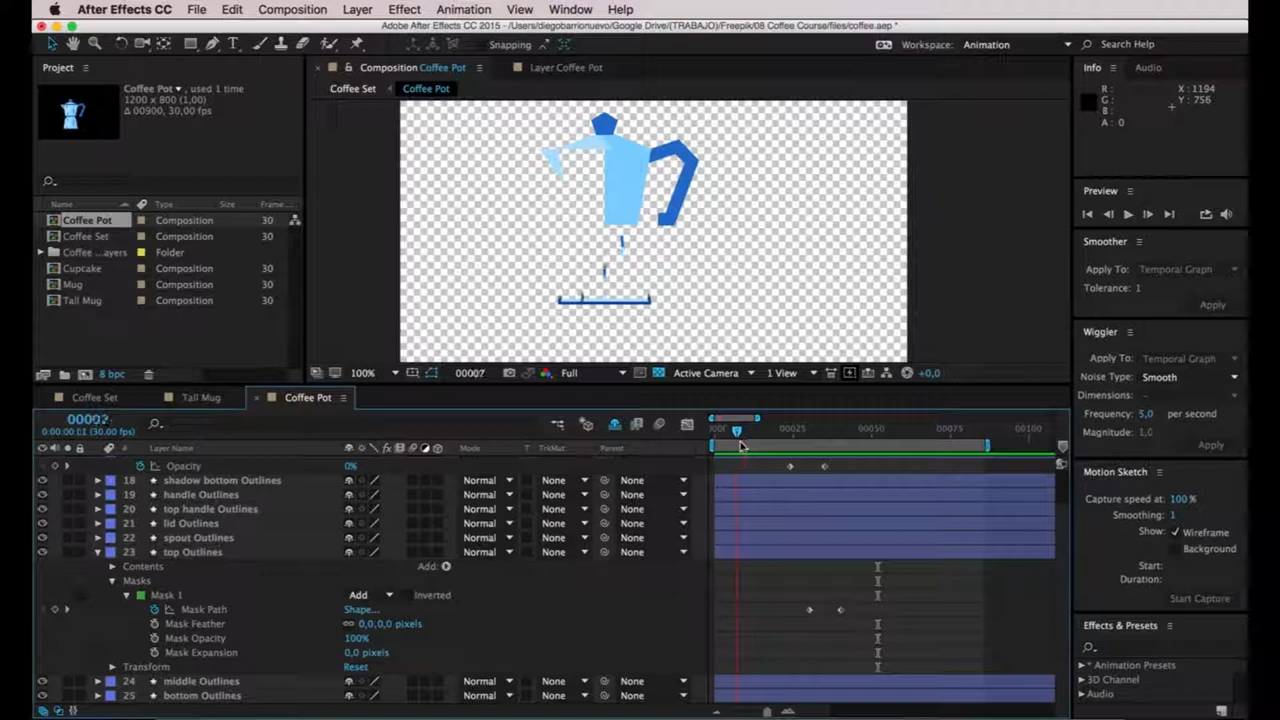 After Effects CC File Edit Composition Layer Effect Animation View Window Help
Adobe After Effects CC 2015 - /Users/diegobarrionuevo/Google Drive/(TRABAJO)/Freepik/08 Coffee Course/files/coffee.aep *
Snapping Workspace: Animation Search Help
Project
Coffee Pot ▾ , used 1 time
1200 x 800 (1,00)
Δ 00900, 30,00 fps
Name Type Size Frame...
Coffee Pot Composition 30
Coffee Set Composition 30
Coffee ...ayers Folder
Cupcake Composition 30
Mug Composition 30
Tall Mug Composition 30
8 bpc
Composition Coffee Pot Layer Coffee Pot
Coffee Set Coffee Pot
100% 00007 Full Active Camera 1 View +0,0
Info Audio
R: X: 1194
G: Y: 756
B:
A: 0
Preview
Smoother
Apply To: Temporal Graph
Tolerance: 1
Apply
Wiggler
Apply To: Temporal Graph
Noise Type: Smooth
Dimensions: -
Frequency: 5,0 per second
Magnitude: 1,0
Apply
Motion Sketch
Capture speed at: 100 %
Smoothing: 1
Show: Wireframe
Background
Start:
Duration:
Start Capture
Effects & Presets
* Animation Presets
3D Channel
Audio
Coffee Set Tall Mug Coffee Pot
(30.00 fps)
00025 00050 00075 00100
# Layer Name Mode T TrkMat Parent
Opacity 0%
18 shadow bottom Outlines Normal None None
19 handle Outlines Normal None None
20 top handle Outlines Normal None None
21 lid Outlines Normal None None
22 spout Outlines Normal None None
23 top Outlines Normal None None
Contents Add:
Masks
Mask 1 Add Inverted
Mask Path Shape...
Mask Feather 0,0,0,0 pixels
Mask Opacity 100%
Mask Expansion 0,0 pixels
Transform Reset
24 middle Outlines Normal None None
25 bottom Outlines Normal None None